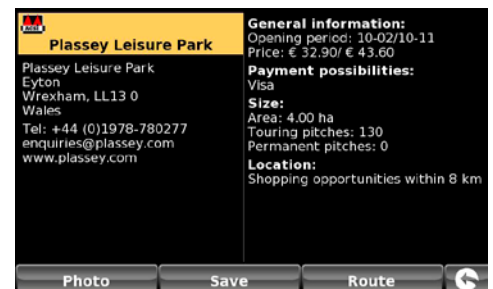 ACSI
Plassey Leisure Park
Plassey Leisure Park
Eyton
Wrexham, LL13 0
Wales
Tel: +44 (0)1978-780277
enquiries@plassey.com
www.plassey.com
General information:
Opening period: 10-02/10-11
Price: € 32.90/ € 43.60
Payment possibilities:
Visa
Size:
Area: 4.00 ha
Touring pitches: 130
Permanent pitches: 0
Location:
Shopping opportunities within 8 km
Photo
Save
Route